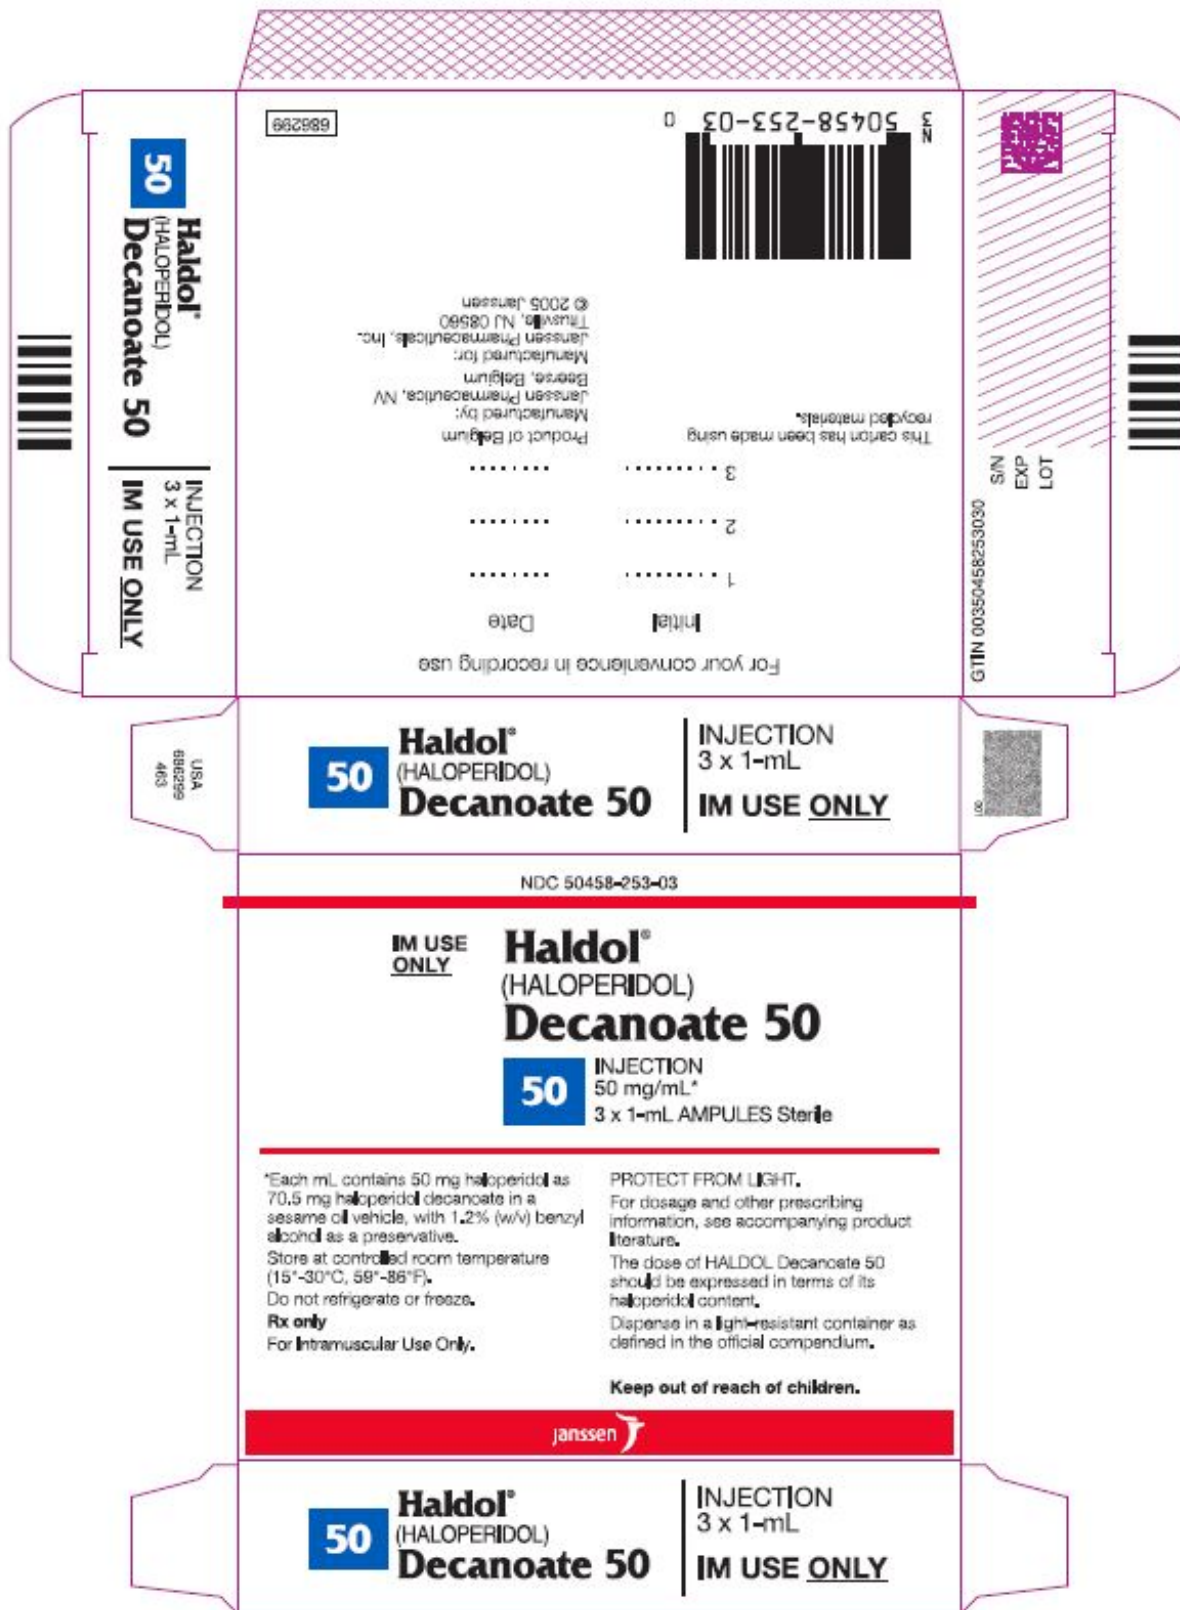 686299
N
3 50458-253-03 0
Product of Belgium
Manufactured by:
Janssen Pharmaceutica, NV
Beerse, Belgium
Manufactured for:
Janssen Pharmaceuticals, Inc.
Titusville, NJ 08560
© 2005 Janssen
This carton has been made using
recycled materials.
For your convenience in recording use
Initial Date
1 .......... ........
2 .......... ........
3 .......... ........
50
Haldol®
(HALOPERIDOL)
Decanoate 50
INJECTION
3 x 1-mL
IM USE ONLY
GTIN 00350458253030
S/N
EXP
LOT
USA
686299
463
50
Haldol®
(HALOPERIDOL)
Decanoate 50
INJECTION
3 x 1-mL
IM USE ONLY
NDC 50458-253-03
IM USE
ONLY
Haldol®
(HALOPERIDOL)
Decanoate 50
50
INJECTION
50 mg/mL*
3 x 1-mL AMPULES Sterile
*Each mL contains 50 mg haloperidol as
70.5 mg haloperidol decanoate in a
sesame oil vehicle, with 1.2% (w/v) benzyl
alcohol as a preservative.
Store at controlled room temperature
(15°-30°C, 59°-86°F).
Do not refrigerate or freeze.
Rx only
For Intramuscular Use Only.
PROTECT FROM LIGHT.
For dosage and other prescribing
information, see accompanying product
literature.
The dose of HALDOL Decanoate 50
should be expressed in terms of its
haloperidol content.
Dispense in a light-resistant container as
defined in the official compendium.
Keep out of reach of children.
janssen
50
Haldol®
(HALOPERIDOL)
Decanoate 50
INJECTION
3 x 1-mL
IM USE ONLY